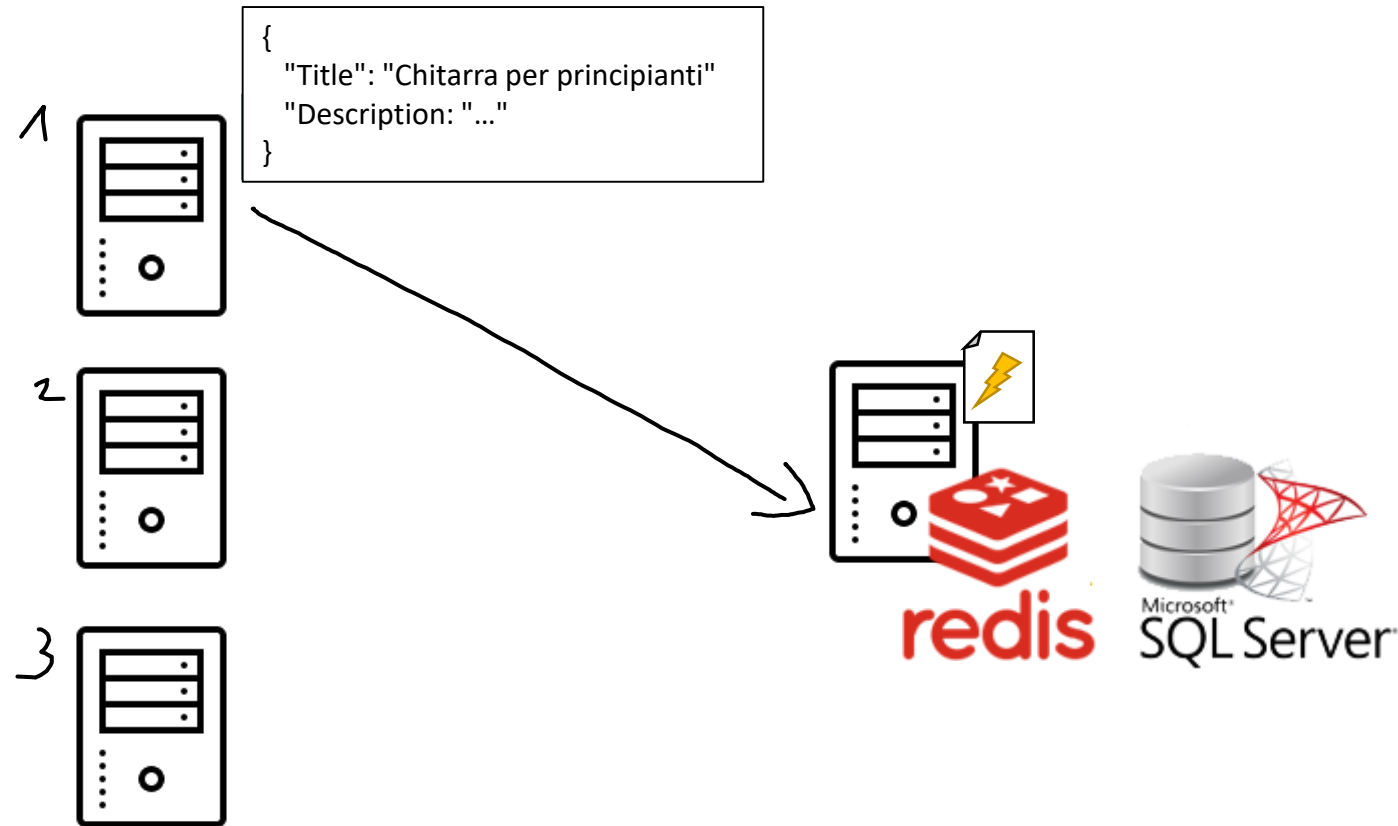 {
"Title": "Chitarra per principianti"
"Description: "..."
}
1
2
3
redis
Microsoft®
SQL Server®